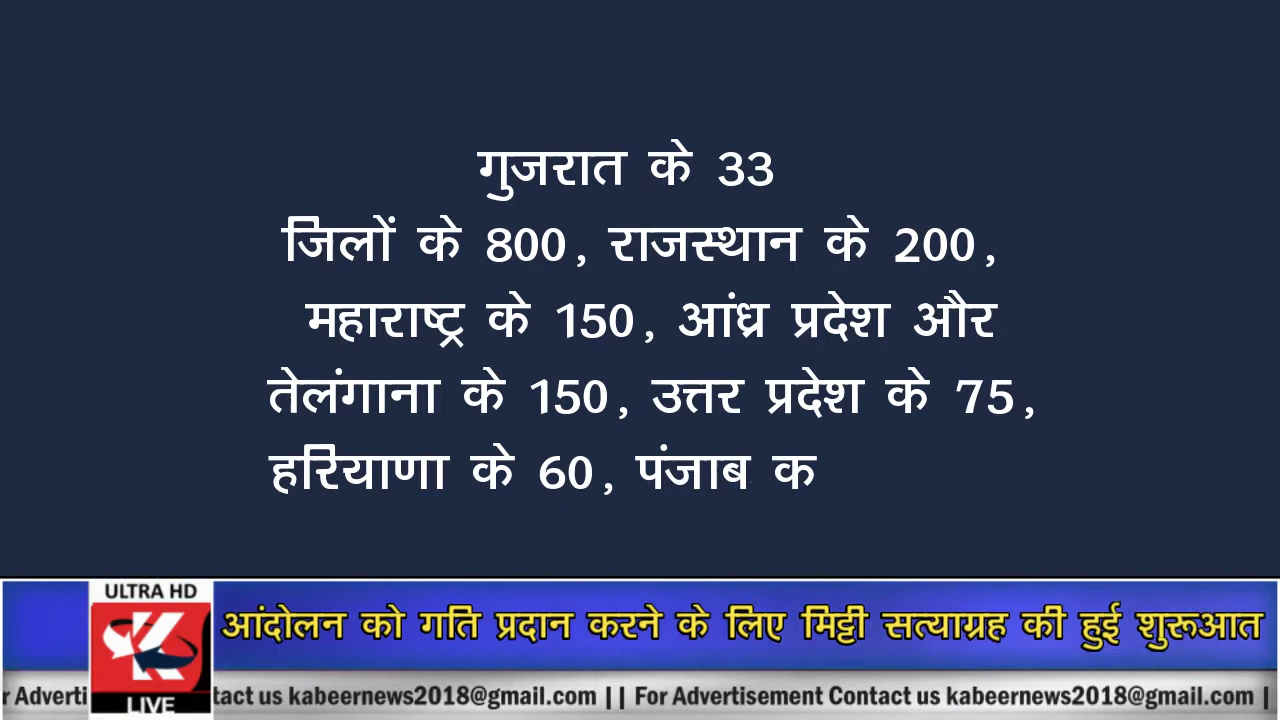 गुजरात के 33
जिलों के 800, राजस्थान के 200,
महाराष्ट्र के 150, आंध्र प्रदेश और
तेलंगाना के 150, उत्तर प्रदेश के 75,
हरियाणा के 60, पंजाब क
ULTRA HD
आंदोलन को गति प्रदान करने के लिए मिट्टी सत्याग्रह की हुई शुरूआत
LIVE
r Adverti tact us kabeernews2018@gmail.com || For Advertisement Contact us kabeernews2018@gmail.com |